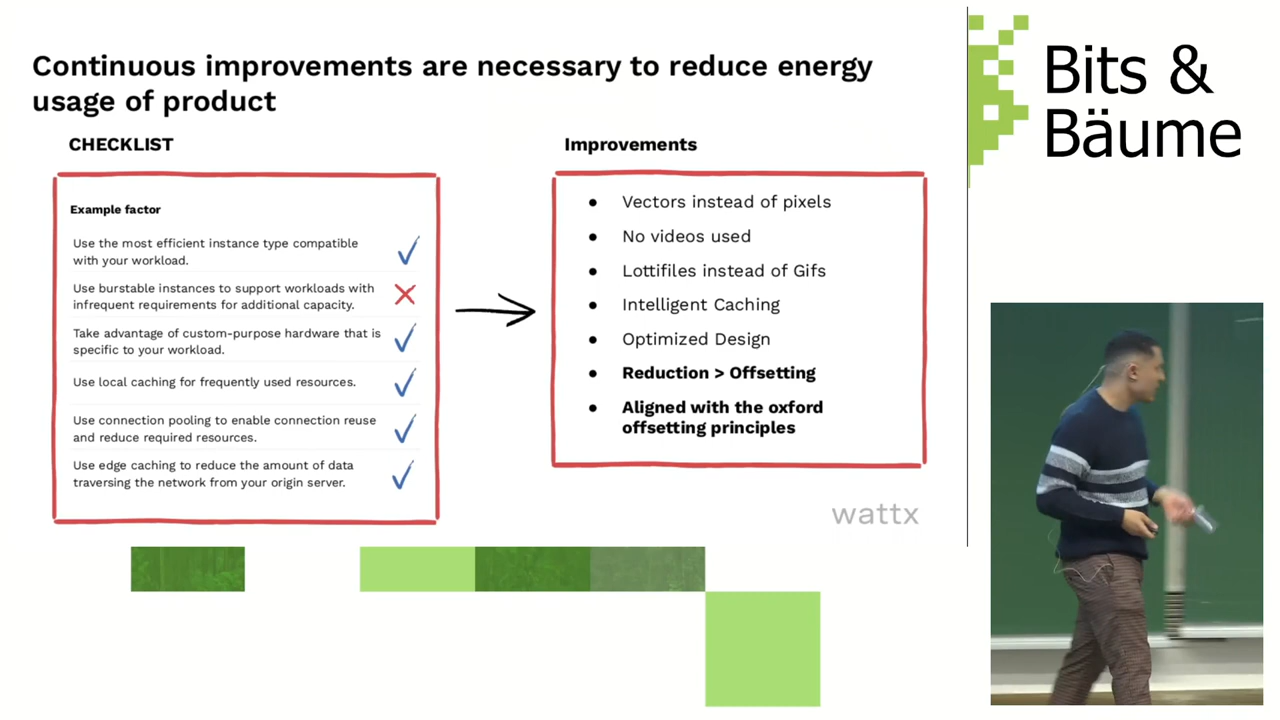 Continuous improvements are necessary to reduce energy
usage of product
CHECKLIST
Example factor
Use the most efficient instance type compatible
with your workload.
Use burstable instances to support workloads with
infrequent requirements for additional capacity.
Take advantage of custom-purpose hardware that is
specific to your workload.
Use local caching for frequently used resources.
Use connection pooling to enable connection reuse
and reduce required resources.
Use edge caching to reduce the amount of data
traversing the network from your origin server.
Improvements
Vectors instead of pixels
No videos used
Lottifiles instead of Gifs
Intelligent Caching
Optimized Design
Reduction > Offsetting
Aligned with the oxford
offsetting principles
wattx
Bits &
Bäume